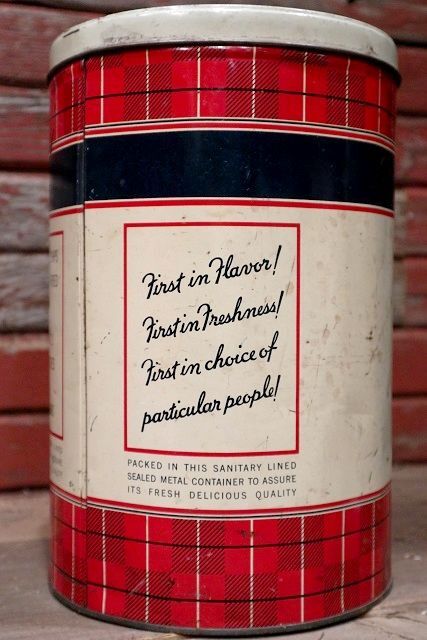 First in Flavor!
First in Freshness!
First in choice of
particular people!
PACKED IN THIS SANITARY LINED
SEALED METAL CONTAINER TO ASSURE
ITS FRESH DELICIOUS QUALITY